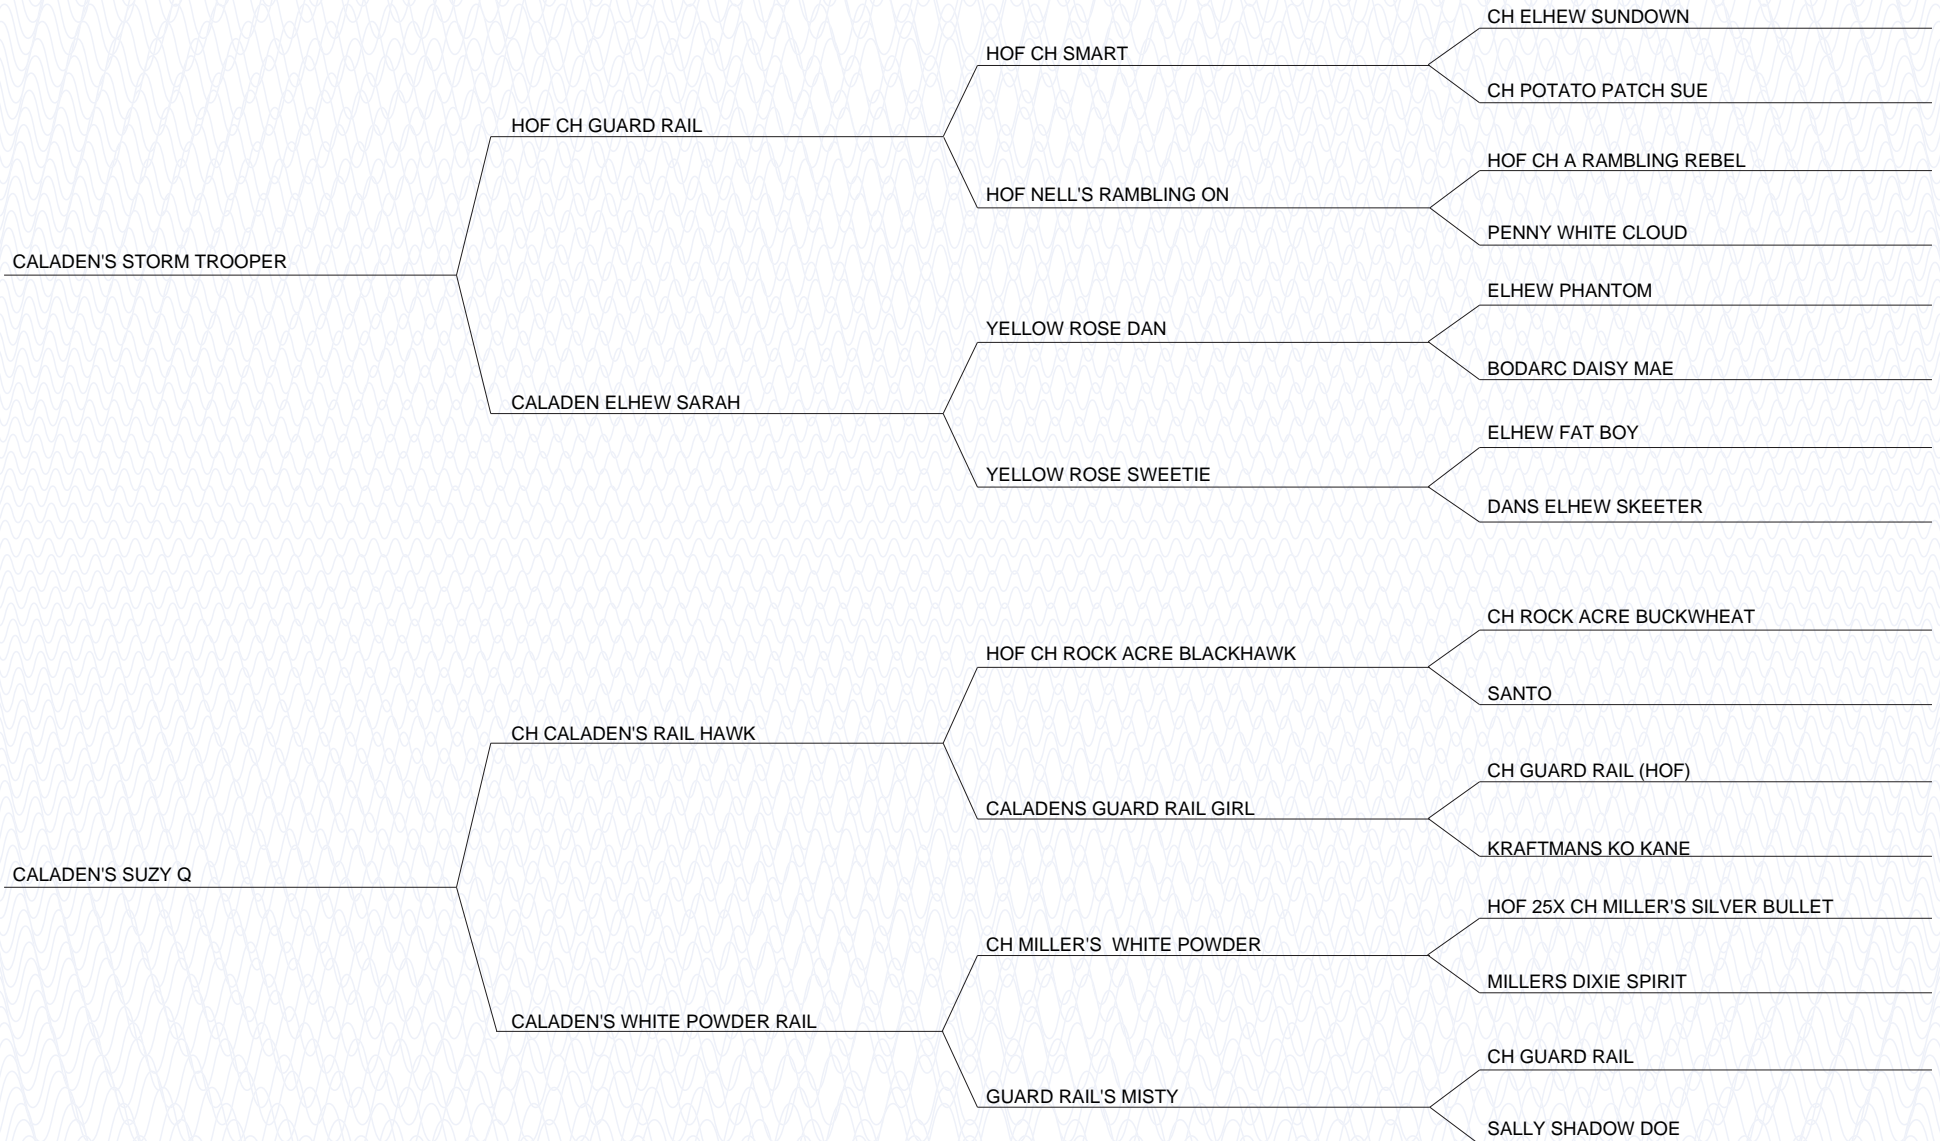 CH ELHEW SUNDOWN
HOF CH SMART
CH POTATO PATCH SUE
HOF CH GUARD RAIL
HOF CH A RAMBLING REBEL
HOF NELL'S RAMBLING ON
PENNY WHITE CLOUD
CALADEN'S STORM TROOPER
ELHEW PHANTOM
YELLOW ROSE DAN
BODARC DAISY MAE
CALADEN ELHEW SARAH
ELHEW FAT BOY
YELLOW ROSE SWEETIE
DANS ELHEW SKEETER
CH ROCK ACRE BUCKWHEAT
HOF CH ROCK ACRE BLACKHAWK
SANTO
CH CALADEN'S RAIL HAWK
CH GUARD RAIL (HOF)
CALADENS GUARD RAIL GIRL
KRAFTMANS KO KANE
CALADEN'S SUZY Q
HOF 25X CH MILLER'S SILVER BULLET
CH MILLER'S  WHITE POWDER
MILLERS DIXIE SPIRIT
CALADEN'S WHITE POWDER RAIL
CH GUARD RAIL
GUARD RAIL'S MISTY
SALLY SHADOW DOE